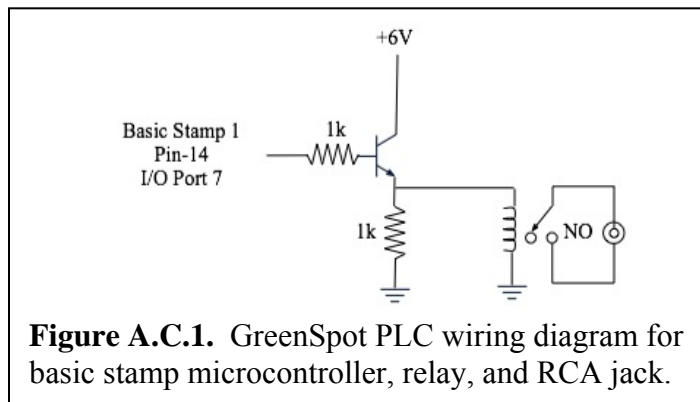 +6V
Basic Stamp 1
Pin-14
I/O Port 7
1k
1k
NO
Figure A.C.1. GreenSpot PLC wiring diagram for
basic stamp microcontroller, relay, and RCA jack.